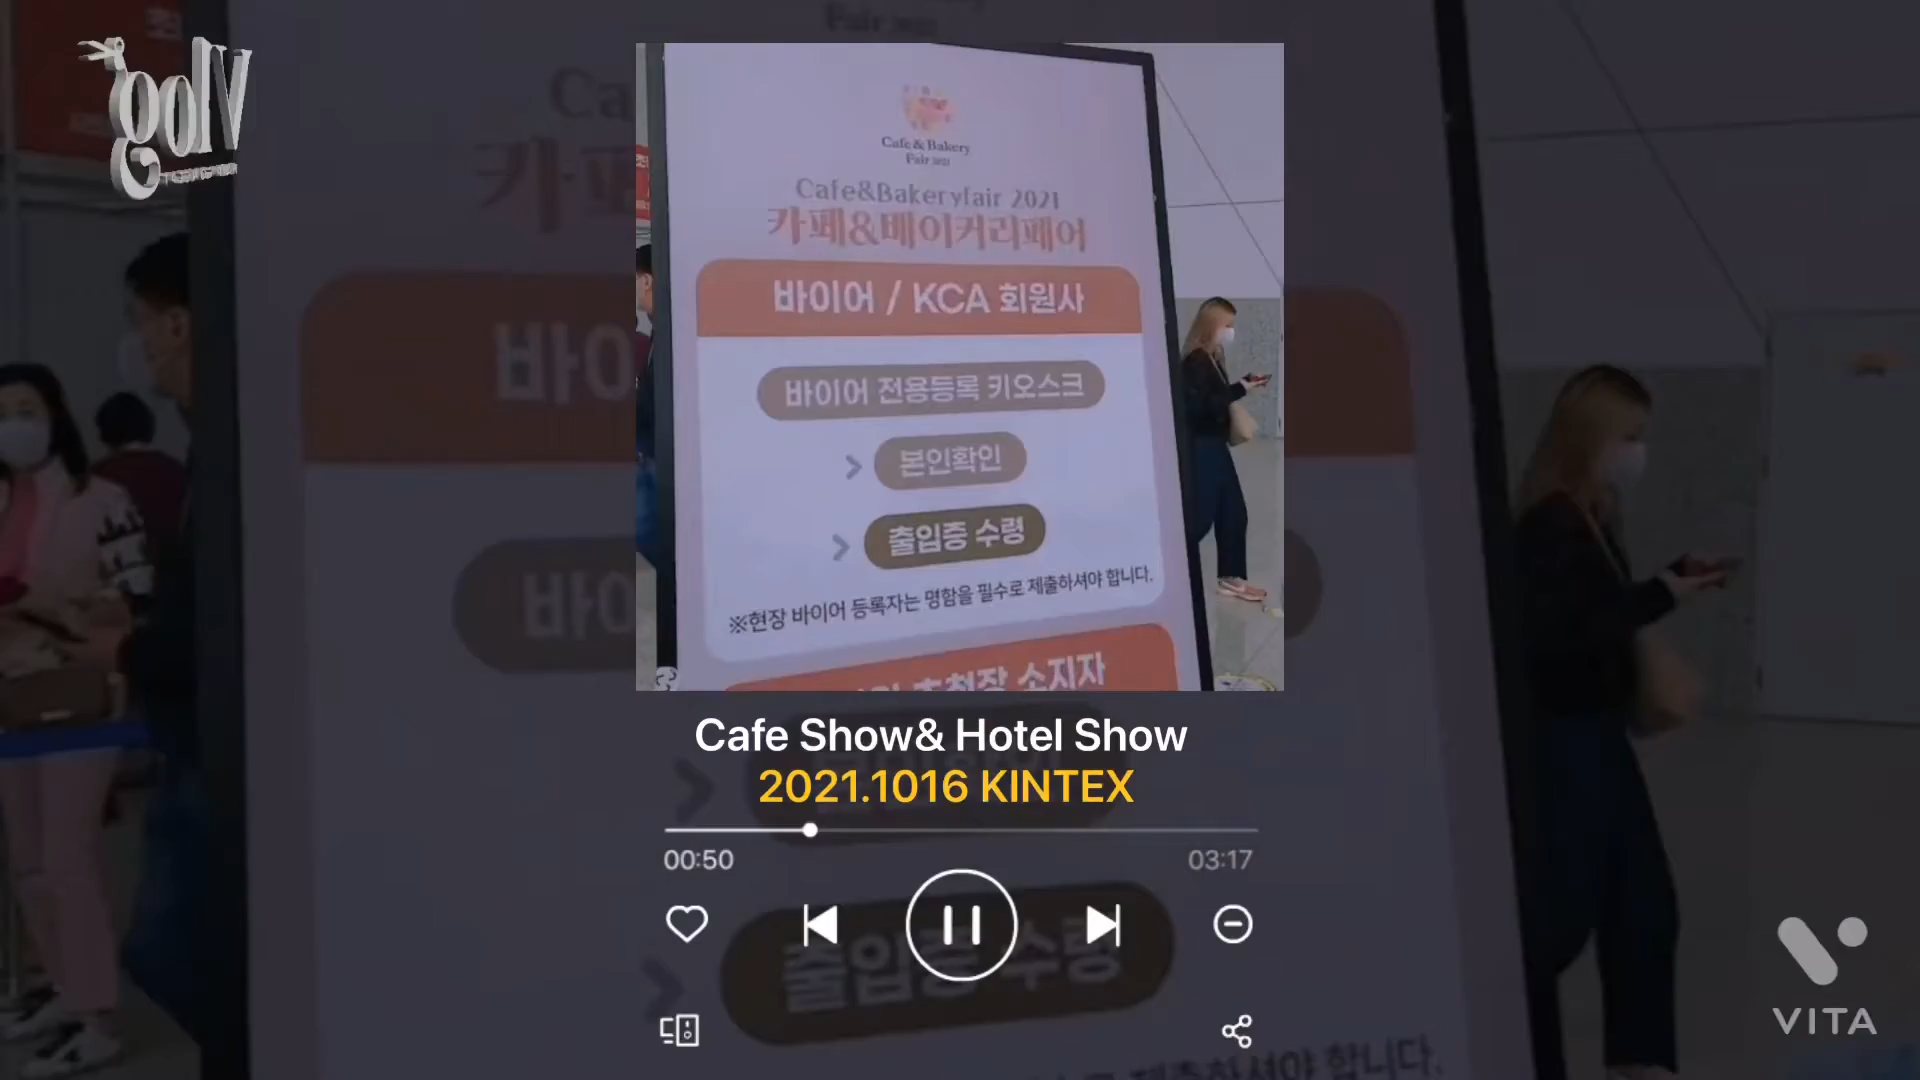 golV
Cafe & Bakery
Fair 2021
Cafe&Bakeryfair 2021
카페&베이커리페어
바이어 / KCA 회원사
바이어 전용등록 키오스크
> 본인확인
> 출입증 수령
※현장 바이어 등록자는 명함을 필수로 제출하셔야 합니다.
소지자
Cafe Show& Hotel Show
2021.1016 KINTEX
00:50
03:17
VITA